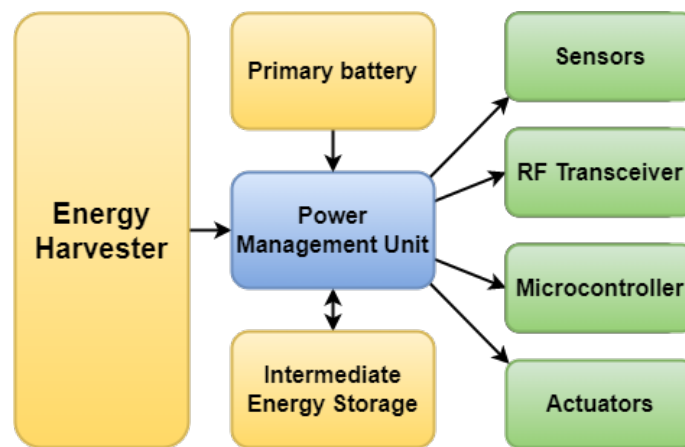 Energy
Harvester
Primary battery
Power
Management Unit
Intermediate
Energy Storage
Sensors
RF Transceiver
Microcontroller
Actuators